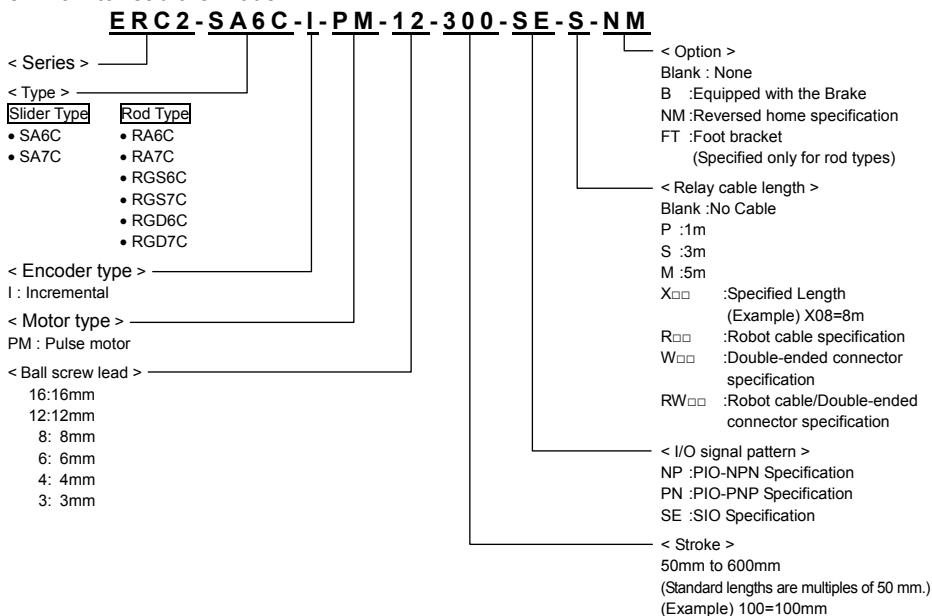 ERC2-SA6C-I-PM-12-300-SE-S-NM
< Series >
< Type >
Slider Type
• SA6C
• SA7C
Rod Type
• RA6C
• RA7C
• RGS6C
• RGS7C
• RGD6C
• RGD7C
< Encoder type >
I : Incremental
< Motor type >
PM : Pulse motor
< Ball screw lead >
16:16mm
12:12mm
8: 8mm
6: 6mm
4: 4mm
3: 3mm
< Option >
Blank : None
B :Equipped with the Brake
NM :Reversed home specification
FT :Foot bracket
(Specified only for rod types)
< Relay cable length >
Blank :No Cable
P :1m
S :3m
M :5m
X□□ :Specified Length
(Example) X08=8m
R□□ :Robot cable specification
W□□ :Double-ended connector
specification
RW□□ :Robot cable/Double-ended
connector specification
< I/O signal pattern >
NP :PIO-NPN Specification
PN :PIO-PNP Specification
SE :SIO Specification
< Stroke >
50mm to 600mm
(Standard lengths are multiples of 50 mm.)
(Example) 100=100mm